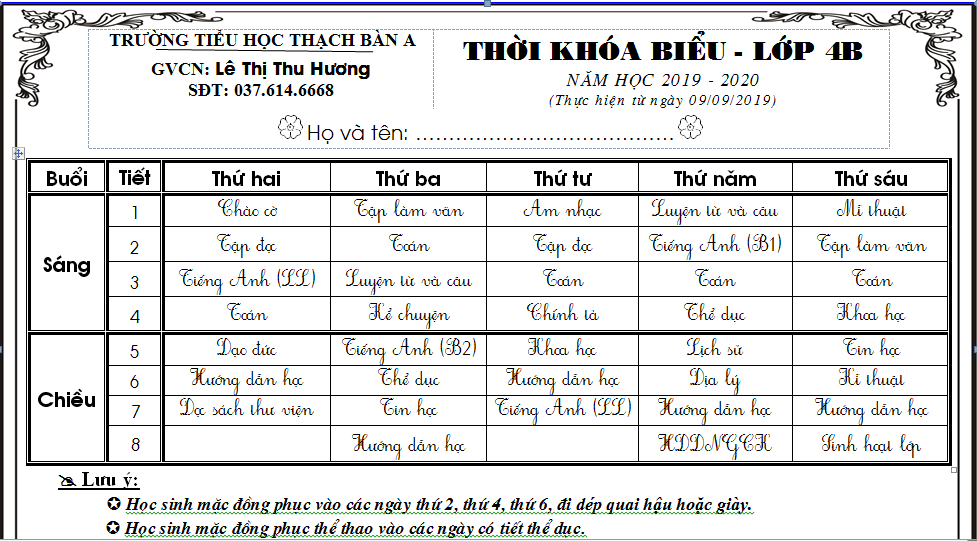 TRƯỜNG TIỂU HỌC THẠCH BÀN A
GVCN: Lê Thị Thu Hương
SĐT: 037.614.6668
THỜI KHÓA BIỂU - LỚP 4B
NĂM HỌC 2019 - 2020
(Thực hiện từ ngày 09/09/2019)
Họ và tên: ........................................
Buổi Tiết Thứ hai Thứ ba Thứ tư Thứ năm Thứ sáu
Sáng
1 Chào cờ Tập làm văn Âm nhạc Luyện từ và câu Mĩ thuật
2 Tập đọc Toán Tập đọc Tiếng Anh (B1) Tập làm văn
3 Tiếng Anh (LL) Luyện từ và câu Toán Toán Toán
4 Toán Kể chuyện Chính tả Thể dục Khoa học
Chiều
5 Đạo đức Tiếng Anh (B2) Khoa học Lịch sử Tin học
6 Hướng dẫn học Thể dục Hướng dẫn học Địa lý Kĩ thuật
7 Đọc sách thư viện Tin học Tiếng Anh (LL) Hướng dẫn học Hướng dẫn học
8 Hướng dẫn học HĐDNGCK Sinh hoạt lớp
Lưu ý:
Học sinh mặc đồng phục vào các ngày thứ 2, thứ 4, thứ 6, đi dép quai hậu hoặc giày.
Học sinh mặc đồng phục thể thao vào các ngày có tiết thể dục.